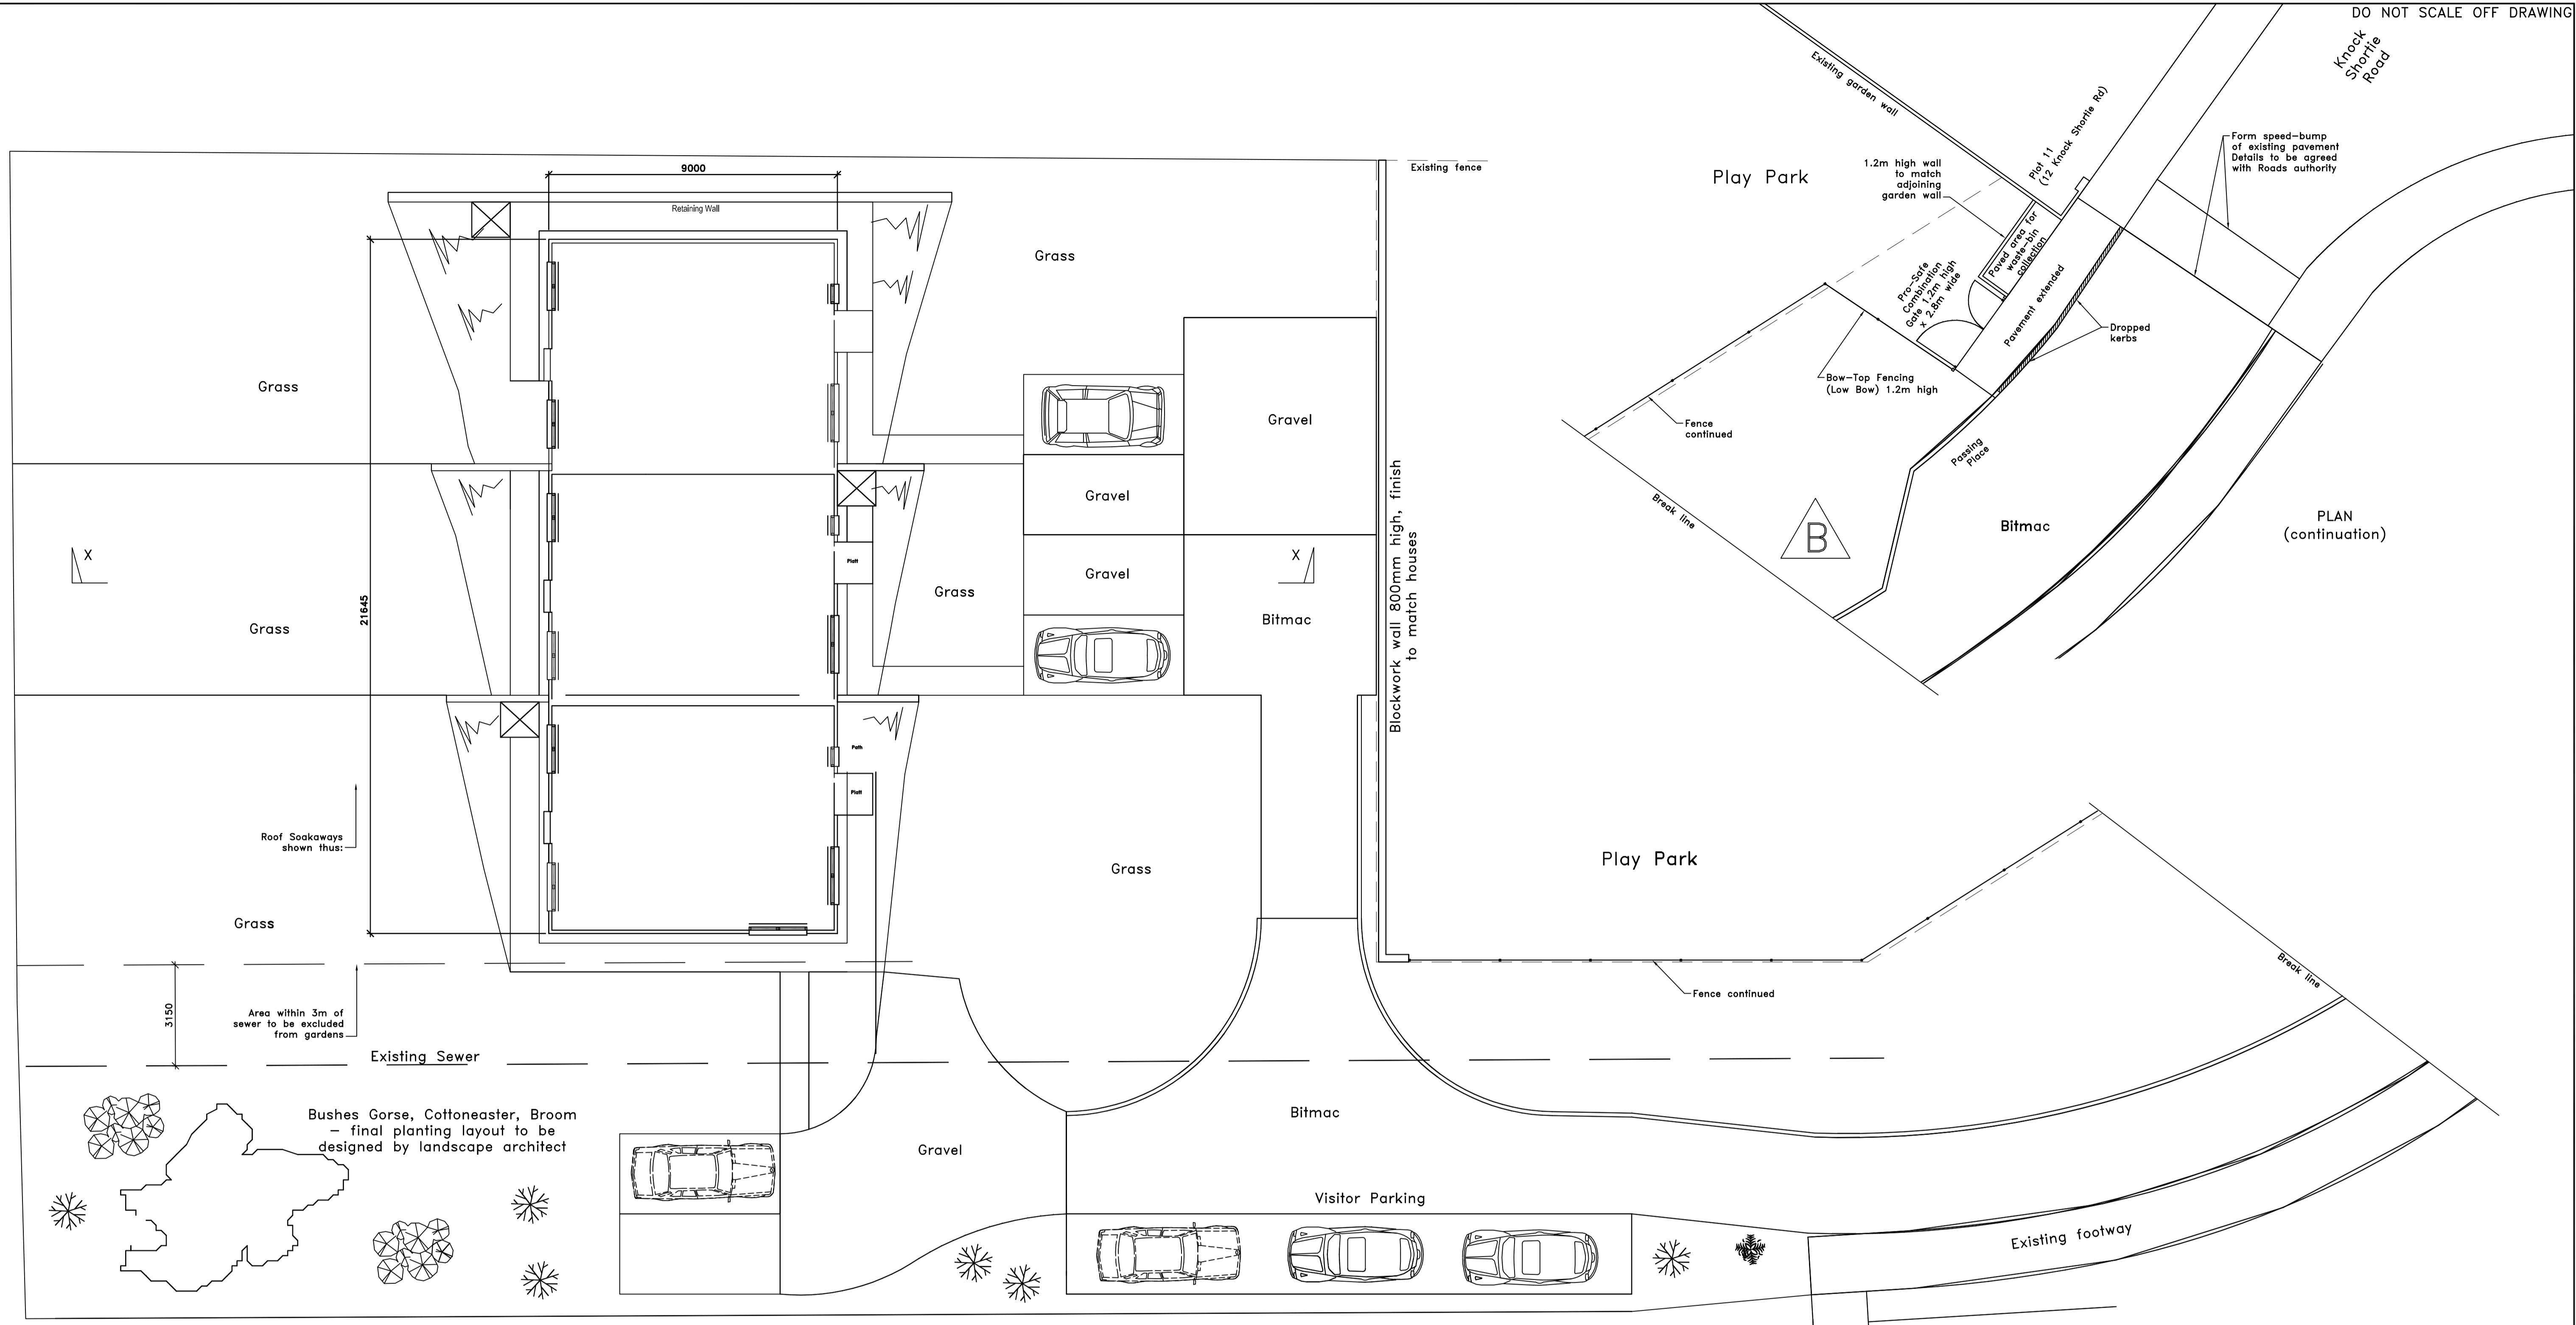 DO NOT SCALE OFF DRAWING
Knock
Shortie
Road
Existing garden wall
Plot 11
(12 Knock Shortie Rd)
Form speed-bump
of existing pavement
Details to be agreed
with Roads authority
1.2m high wall
to match
adjoining
garden wall
Existing fence
Play Park
9000
Retaining Wall
Paved area for
waste-bin
collection
Pro-Safe
Combination
Gate 1.2m high
x 2.8m wide
Pavement extended
Dropped
kerbs
Bow-Top Fencing
(Low Bow) 1.2m high
Fence
continued
Passing
Place
Break line
B
Bitmac
PLAN
(continuation)
Grass
Grass
Gravel
Gravel
Gravel
X
X
Platt
Grass
Bitmac
Grass
21645
Blockwork wall 800mm high, finish
to match houses
Path
Platt
Roof Soakaways
shown thus:
Grass
Play Park
Grass
Break line
Fence continued
3150
Area within 3m of
sewer to be excluded
from gardens
Existing Sewer
Bushes Gorse, Cottoneaster, Broom
- final planting layout to be
designed by landscape architect
Bitmac
Gravel
Visitor Parking
Existing footway